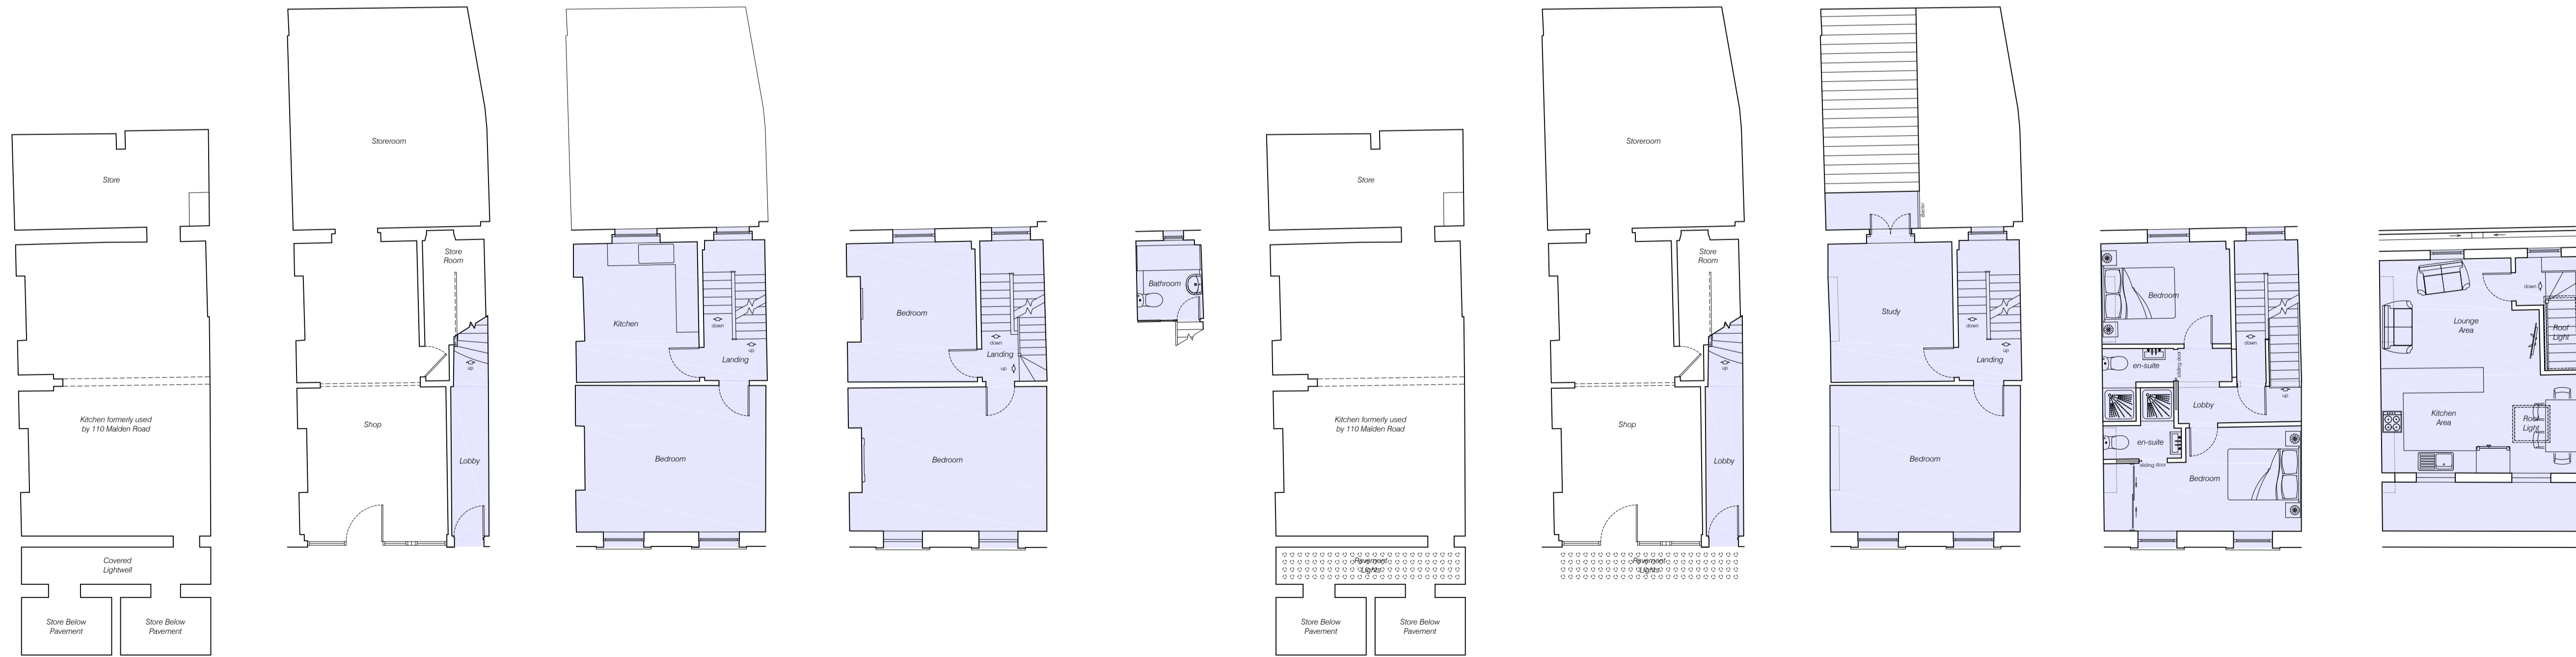 Store
Kitchen formerly used
by 110 Malden Road
Covered
Lightwell
Store Below
Pavement
Store Below
Pavement
Storeroom
Store
Room
up
Shop
Lobby
Kitchen
down
up
Landing
Bedroom
Bedroom
down
Landing
up
Bedroom
Bathroom
Store
Kitchen formerly used
by 110 Malden Road
Pavement
Lights
Store Below
Pavement
Store Below
Pavement
Storeroom
Store
Room
up
Shop
Lobby
Pavement
Lights
Barier
Study
down
up
Landing
Bedroom
Bedroom
en-suite
sliding door
down
up
Lobby
en-suite
sliding door
Bedroom
down
Lounge
Area
Roof
Light
Kitchen
Area
Roof
Light